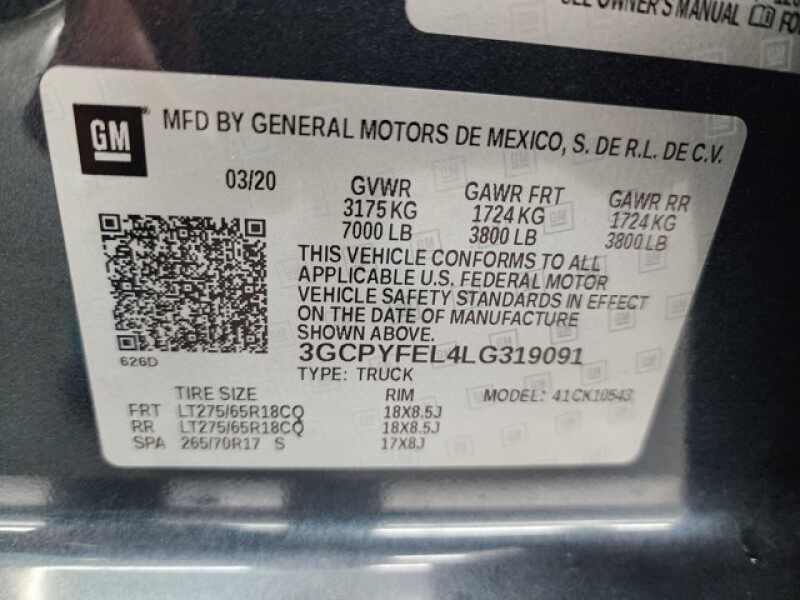 OWNER'S MANUAL
GM MFD BY GENERAL MOTORS DE MEXICO, S. DE R.L. DE C.V.
03/20 GVWR GAWR FRT GAWR RR
3175 KG 1724 KG 1724 KG
7000 LB 3800 LB 3800 LB
THIS VEHICLE CONFORMS TO ALL
APPLICABLE U.S. FEDERAL MOTOR
VEHICLE SAFETY STANDARDS IN EFFECT
ON THE DATE OF MANUFACTURE
SHOWN ABOVE.
626D 3GCPYFEL4LG319091
TYPE: TRUCK
TIRE SIZE RIM MODEL: 41CK10543
FRT LT275/65R18CQ 18X8.5J
RR LT275/65R18CQ 18X8.5J
SPA 265/70R17 S 17X8J